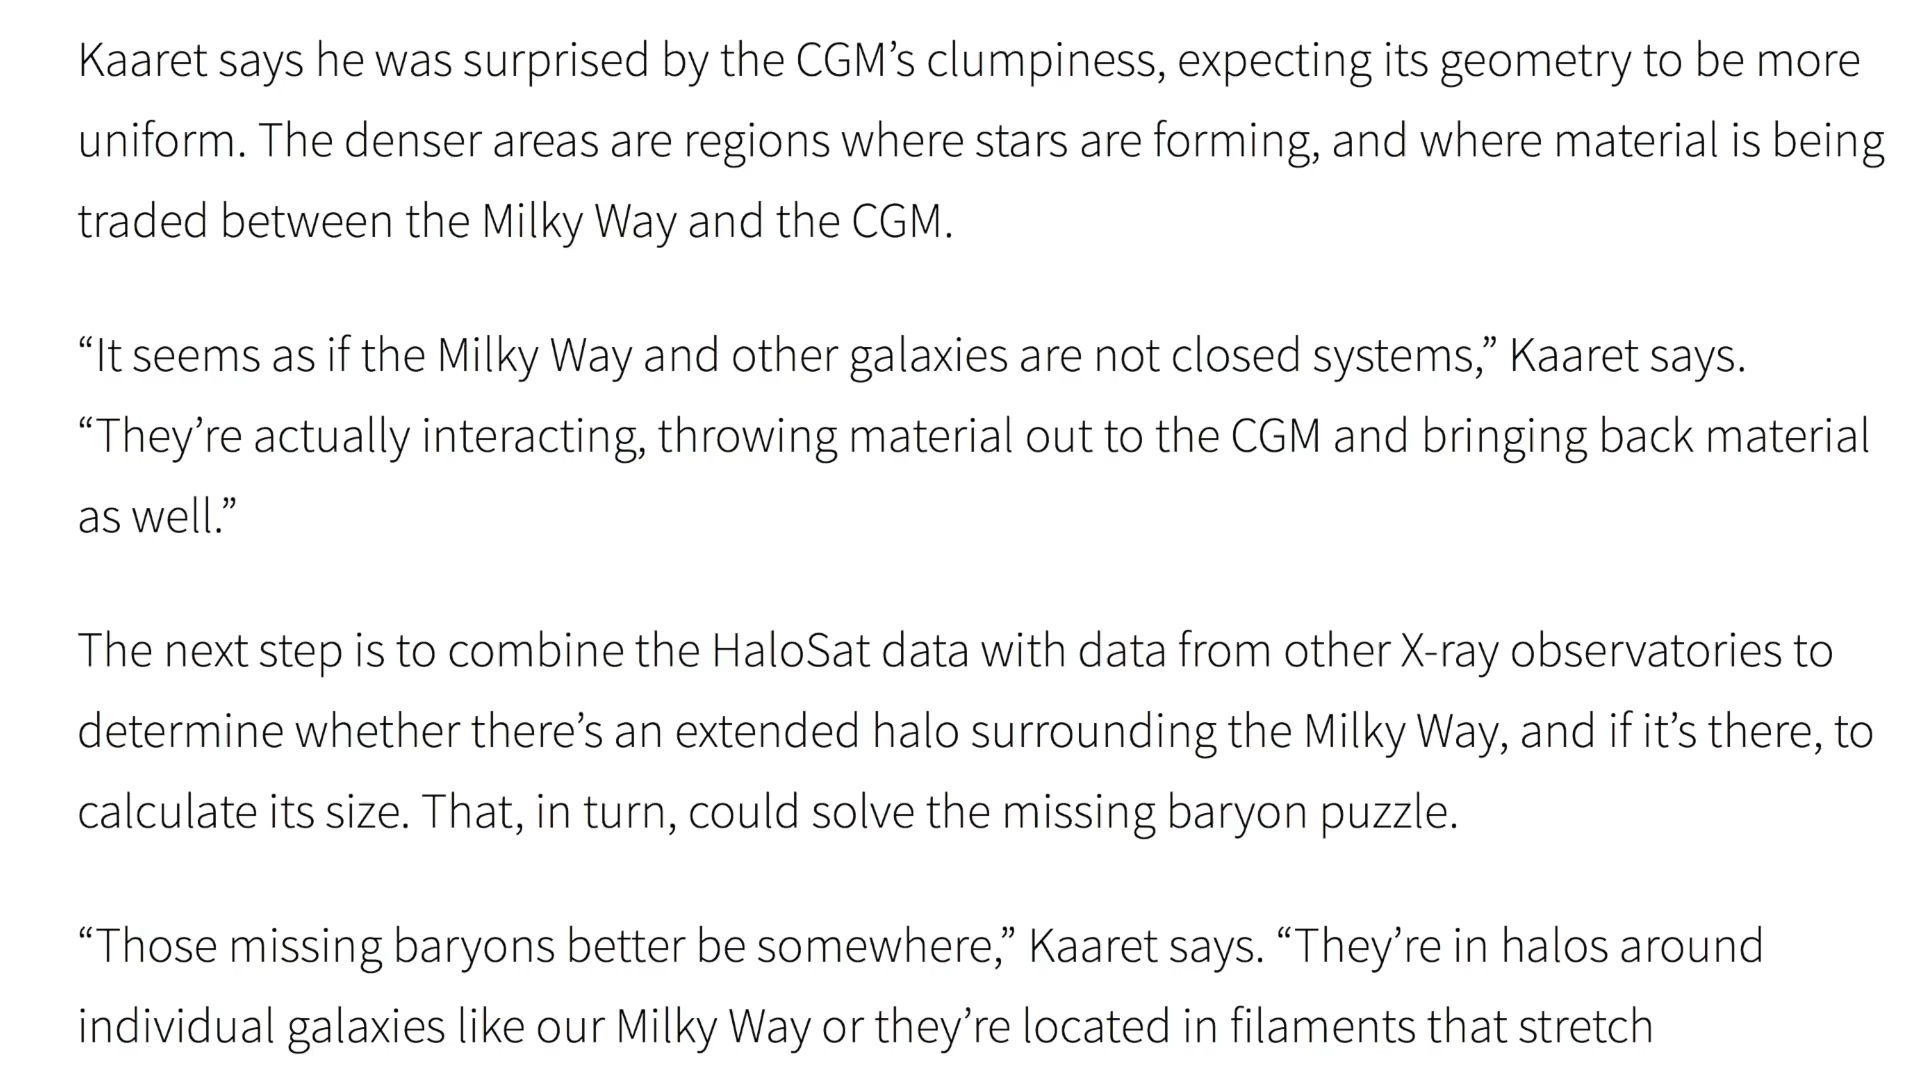 Kaaret says he was surprised by the CGM’s clumpiness, expecting its geometry to be more
uniform. The denser areas are regions where stars are forming, and where material is being
traded between the Milky Way and the CGM.
“It seems as if the Milky Way and other galaxies are not closed systems,” Kaaret says.
“They’re actually interacting, throwing material out to the CGM and bringing back material
as well.”
The next step is to combine the HaloSat data with data from other X-ray observatories to
determine whether there’s an extended halo surrounding the Milky Way, and if it’s there, to
calculate its size. That, in turn, could solve the missing baryon puzzle.
“Those missing baryons better be somewhere,” Kaaret says. “They’re in halos around
individual galaxies like our Milky Way or they’re located in filaments that stretch